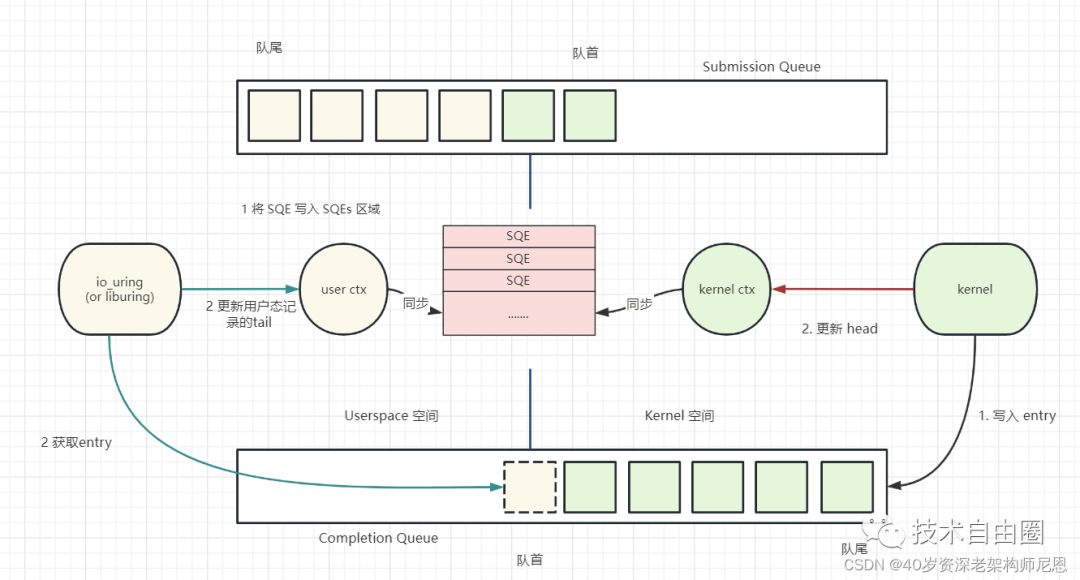 队尾
队首
Submission Queue
1 将 SQE 写入 SQEs 区域
SQE
SQE
SQE
.......
io_uring
(or liburing)
user ctx
同步
同步
kernel ctx
kernel
2 更新用户态记
录的tail
2. 更新 head
Userspace 空间
Kernel 空间
1. 写入 entry
2 获取entry
Completion Queue
队首
队尾
技术自由圈
CSDN @40岁资深老架构师尼恩